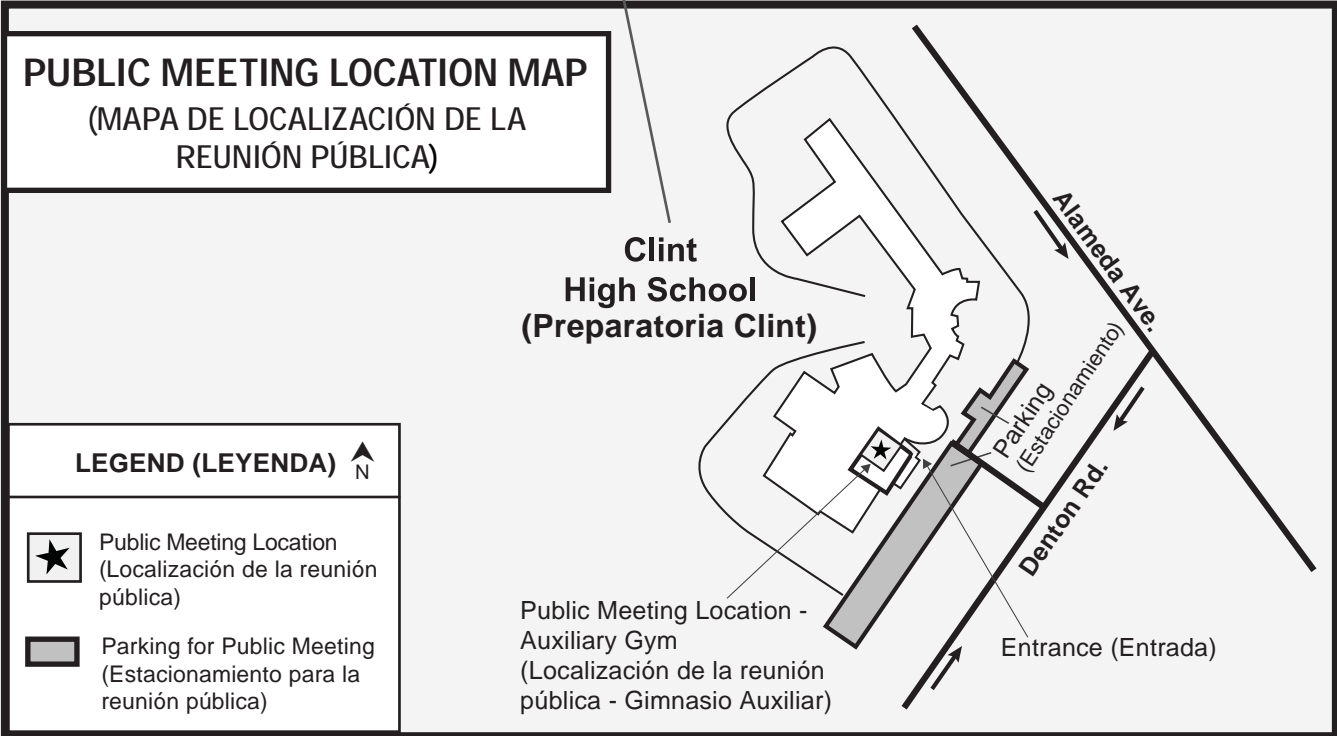 PUBLIC MEETING LOCATION MAP
(MAPA DE LOCALIZACIÓN DE LA
REUNIÓN PÚBLICA)
Clint
High School
(Preparatoria Clint)
Alameda Ave.
Parking
(Estacionamiento)
Denton Rd.
LEGEND (LEYENDA)
N
Public Meeting Location
(Localización de la reunión
pública)
Parking for Public Meeting
(Estacionamiento para la
reunión pública)
Public Meeting Location -
Auxiliary Gym
(Localización de la reunión
pública - Gimnasio Auxiliar)
Entrance (Entrada)